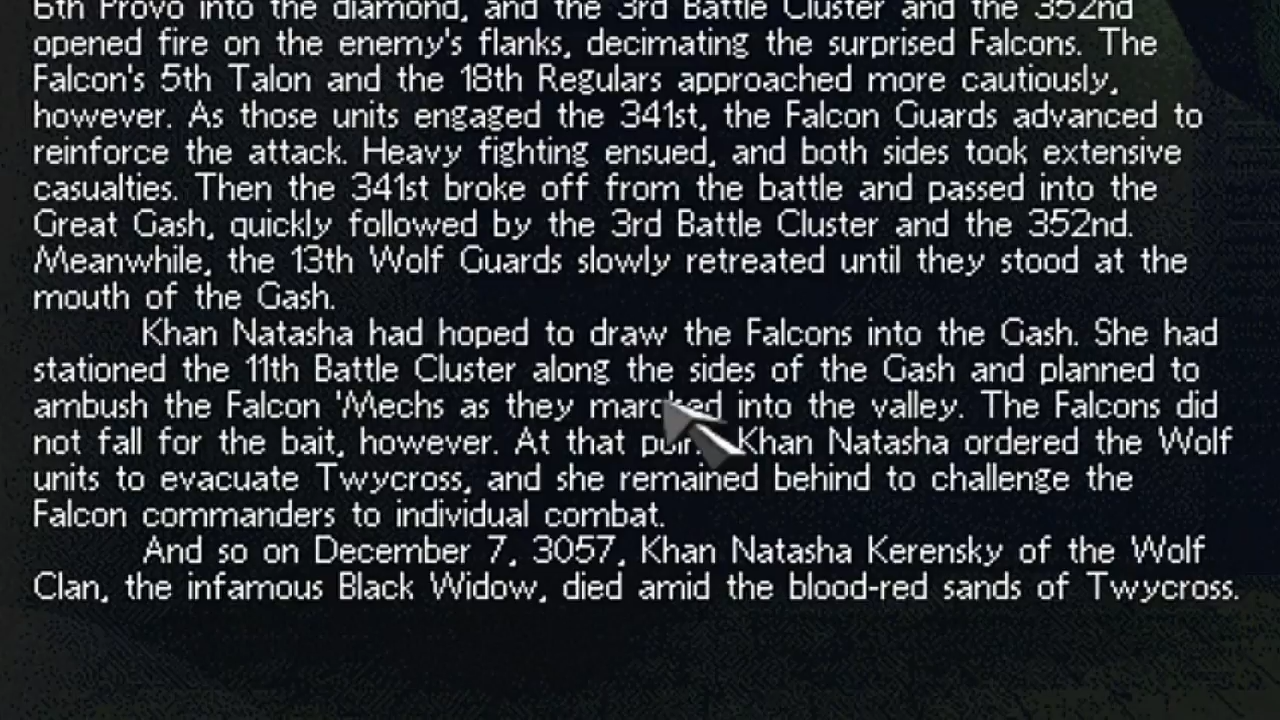 6th Provo into the diamond, and the 3rd Battle Cluster and the 352nd
opened fire on the enemy's flanks, decimating the surprised Falcons. The
Falcon's 5th Talon and the 18th Regulars approached more cautiously,
however. As those units engaged the 341st, the Falcon Guards advanced to
reinforce the attack. Heavy fighting ensued, and both sides took extensive
casualties. Then the 341st broke off from the battle and passed into the
Great Gash, quickly followed by the 3rd Battle Cluster and the 352nd.
Meanwhile, the 13th Wolf Guards slowly retreated until they stood at the
mouth of the Gash.
Khan Natasha had hoped to draw the Falcons into the Gash. She had
stationed the 11th Battle Cluster along the sides of the Gash and planned to
ambush the Falcon 'Mechs as they marched into the valley. The Falcons did
not fall for the bait, however. At that Khan Natasha ordered the Wolf
units to evacuate Twycross, and she remained behind to challenge the
Falcon commanders to individual combat.
And so on December 7, 3057, Khan Natasha Kerensky of the Wolf
Clan, the infamous Black Widow, died amid the blood-red sands of Twycross.